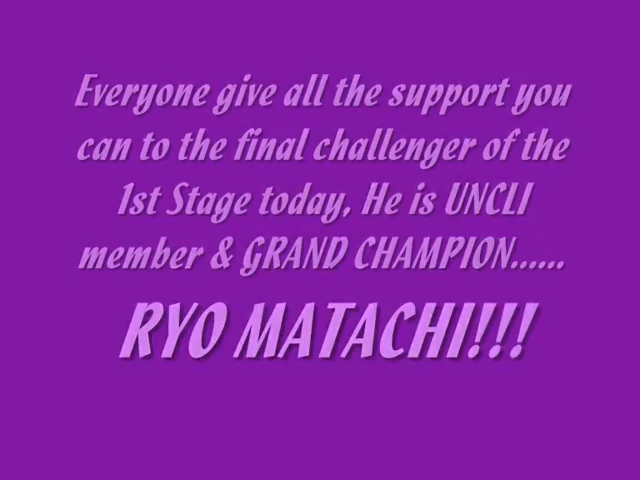 Everyone give all the support you
can to the final challenger of the
1st Stage today, He is UNCLI
member & GRAND CHAMPION......
RYO MATACHI!!!